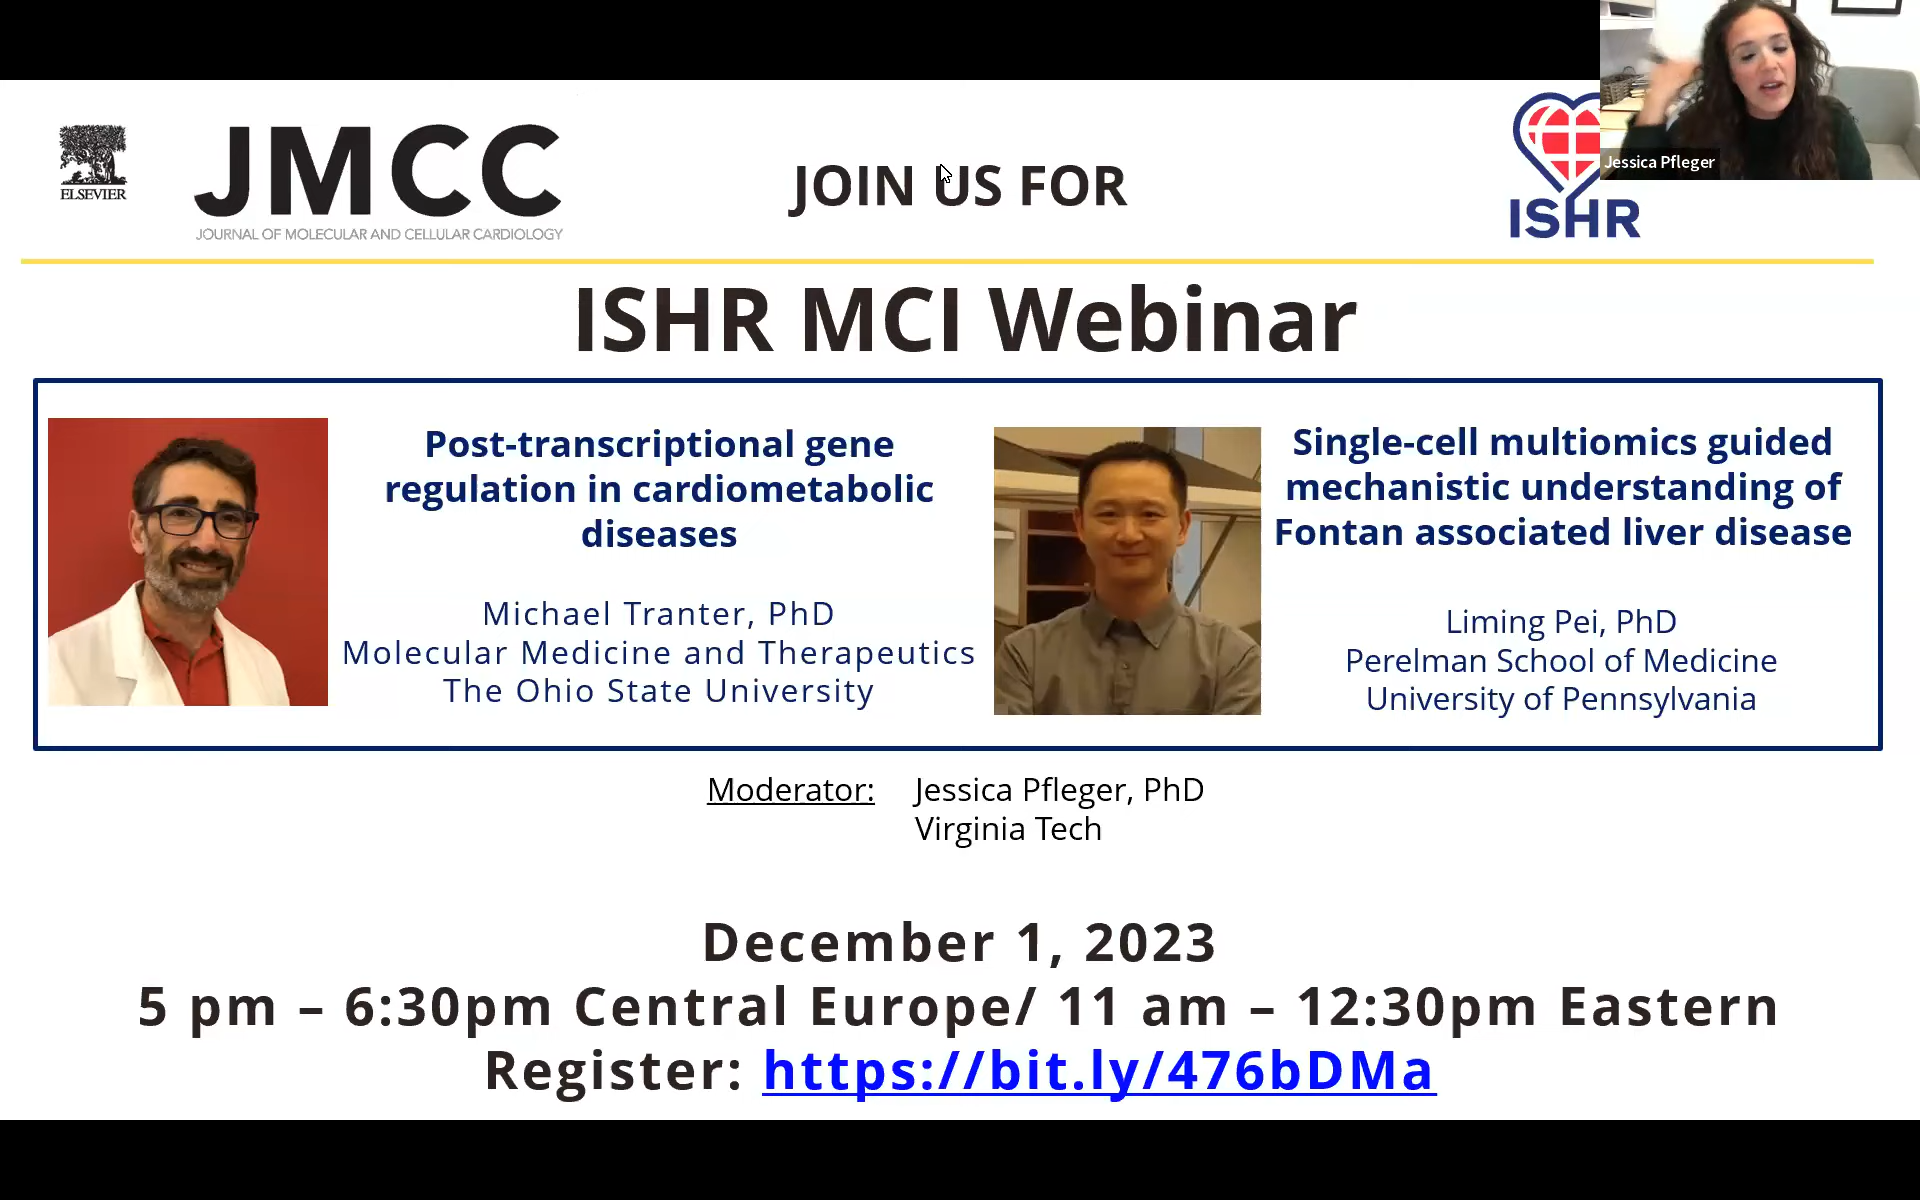 ELSEVIER
JMCC
JOURNAL OF MOLECULAR AND CELLULAR CARDIOLOGY
JOIN US FOR
ISHR
Jessica Pfleger
ISHR MCI Webinar
Post-transcriptional gene
regulation in cardiometabolic
diseases
Michael Tranter, PhD
Molecular Medicine and Therapeutics
The Ohio State University
Single-cell multiomics guided
mechanistic understanding of
Fontan associated liver disease
Liming Pei, PhD
Perelman School of Medicine
University of Pennsylvania
Moderator: Jessica Pfleger, PhD
Virginia Tech
December 1, 2023
5 pm – 6:30pm Central Europe/ 11 am – 12:30pm Eastern
Register: https://bit.ly/476bDMa